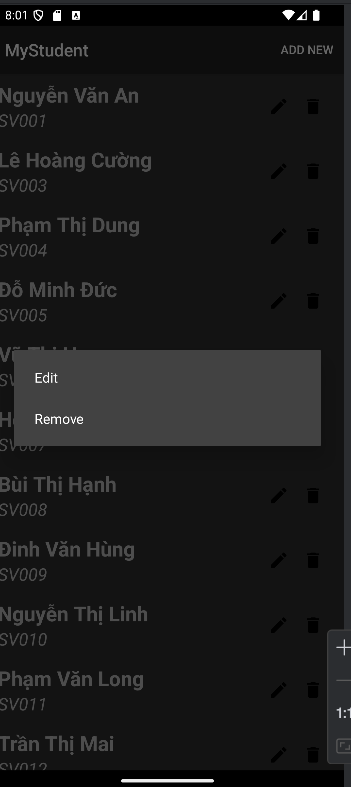 8:01
MyStudent
ADD NEW
Nguyễn Văn An
SV001
Lê Hoàng Cường
SV003
Phạm Thị Dung
SV004
Đỗ Minh Đức
SV005
Edit
Remove
Bùi Thị Hạnh
SV008
Đinh Văn Hùng
SV009
Nguyễn Thị Linh
SV010
Phạm Văn Long
SV011
Trần Thị Mai
SV012